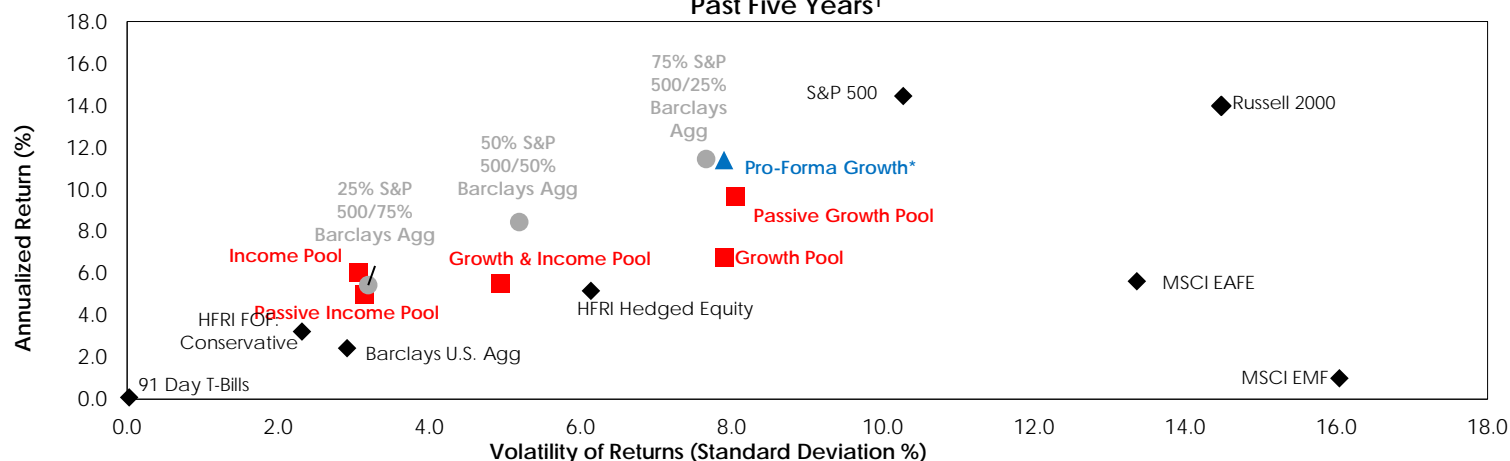 Past Five Years¹
18.0
16.0
14.0
12.0
10.0
8.0
6.0
4.0
2.0
0.0
Annualized Return (%)
75% S&P
500/25%
Barclays
Agg
S&P 500
Russell 2000
50% S&P
500/50%
Barclays Agg
Pro-Forma Growth*
25% S&P
500/75%
Barclays Agg
Passive Growth Pool
Income Pool
Growth & Income Pool
Growth Pool
MSCI EAFE
Passive Income Pool
HFRI Hedged Equity
HFRI FOF:
Conservative
Barclays U.S. Agg
91 Day T-Bills
MSCI EMF
0.0 2.0 4.0 6.0 8.0 10.0 12.0 14.0 16.0 18.0
Volatility of Returns (Standard Deviation %)